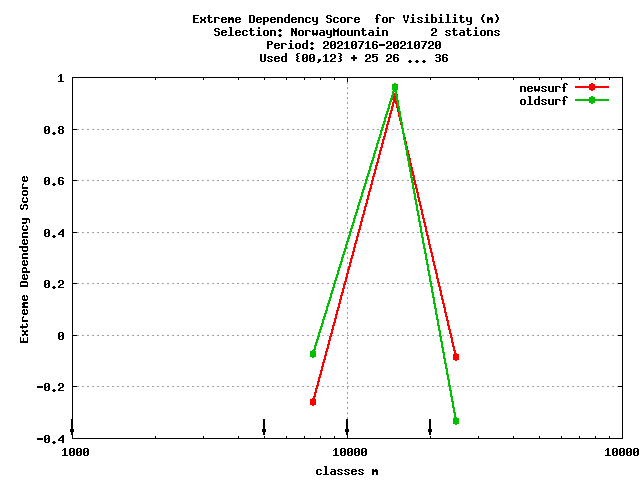 Extreme Dependency Score  for Visibility (m)
Selection: NorwayMountain      2 stations
Period: 20210716-20210720
Used {00,12} + 25 26 ... 36
newsurf
oldsurf
Extreme Dependency Score
1
0.8
0.6
0.4
0.2
0
-0.2
-0.4
1000 10000 10000
classes m